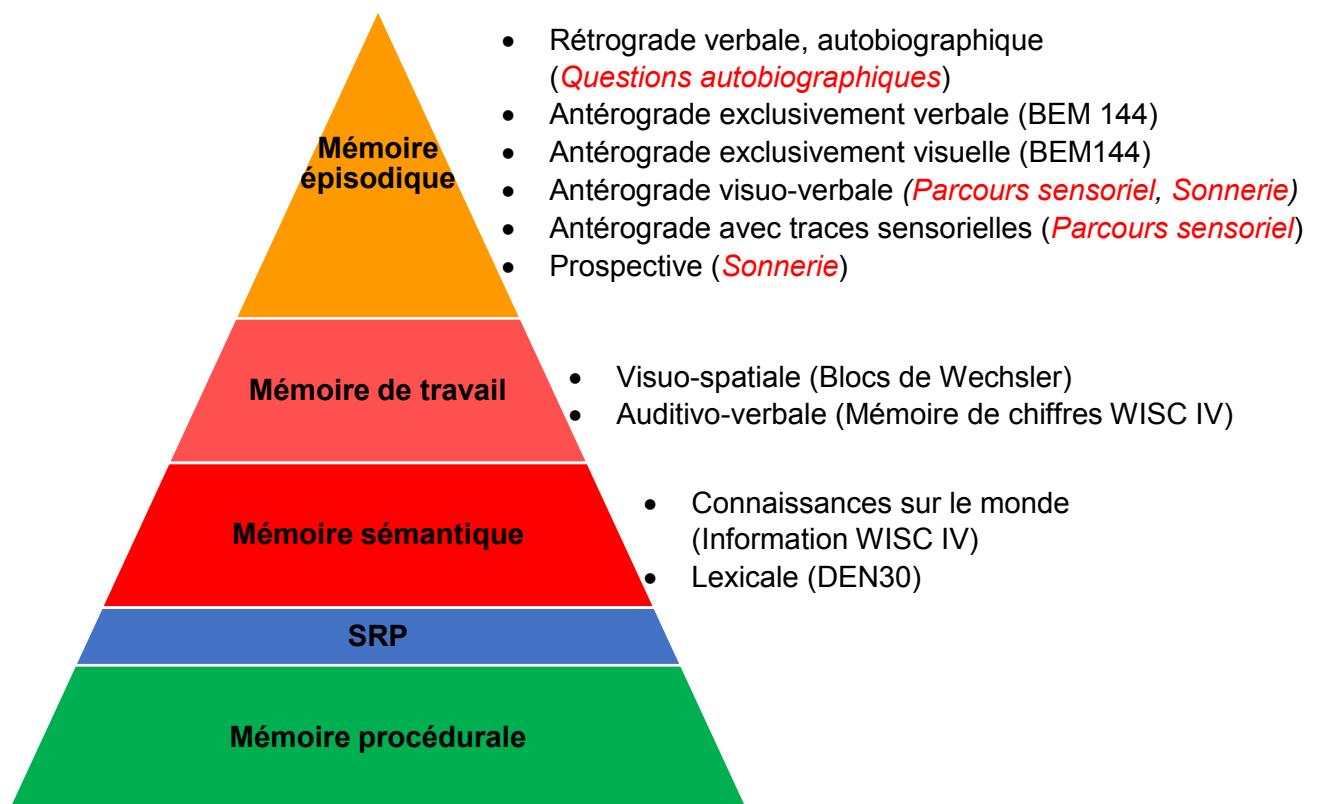 • Rétrograde verbale, autobiographique
(Questions autobiographiques)
• Antérograde exclusivement verbale (BEM 144)
• Antérograde exclusivement visuelle (BEM144)
• Antérograde visuo-verbale (Parcours sensoriel, Sonnerie)
• Antérograde avec traces sensorielles (Parcours sensoriel)
• Prospective (Sonnerie)
Mémoire
épisodique
Mémoire de travail
• Visuo-spatiale (Blocs de Wechsler)
• Auditivo-verbale (Mémoire de chiffres WISC IV)
Mémoire sémantique
• Connaissances sur le monde
(Information WISC IV)
• Lexicale (DEN30)
SRP
Mémoire procédurale